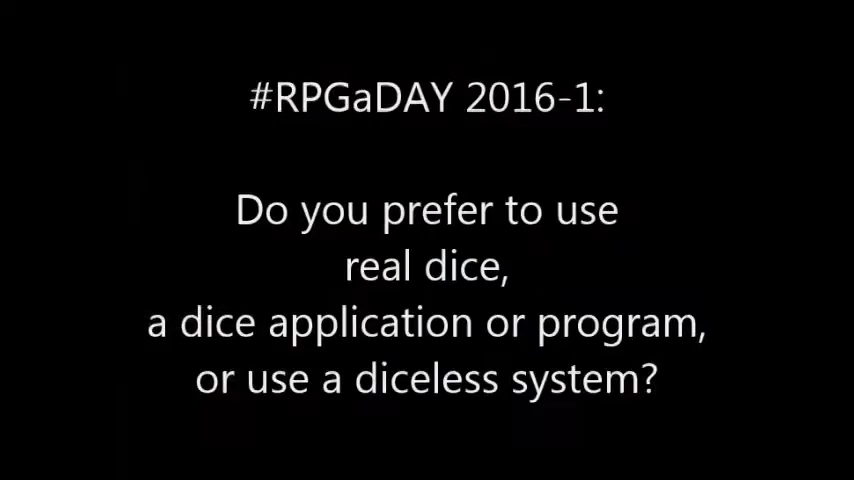 #RPGaDAY 2016-1:
Do you prefer to use
real dice,
a dice application or program,
or use a diceless system?